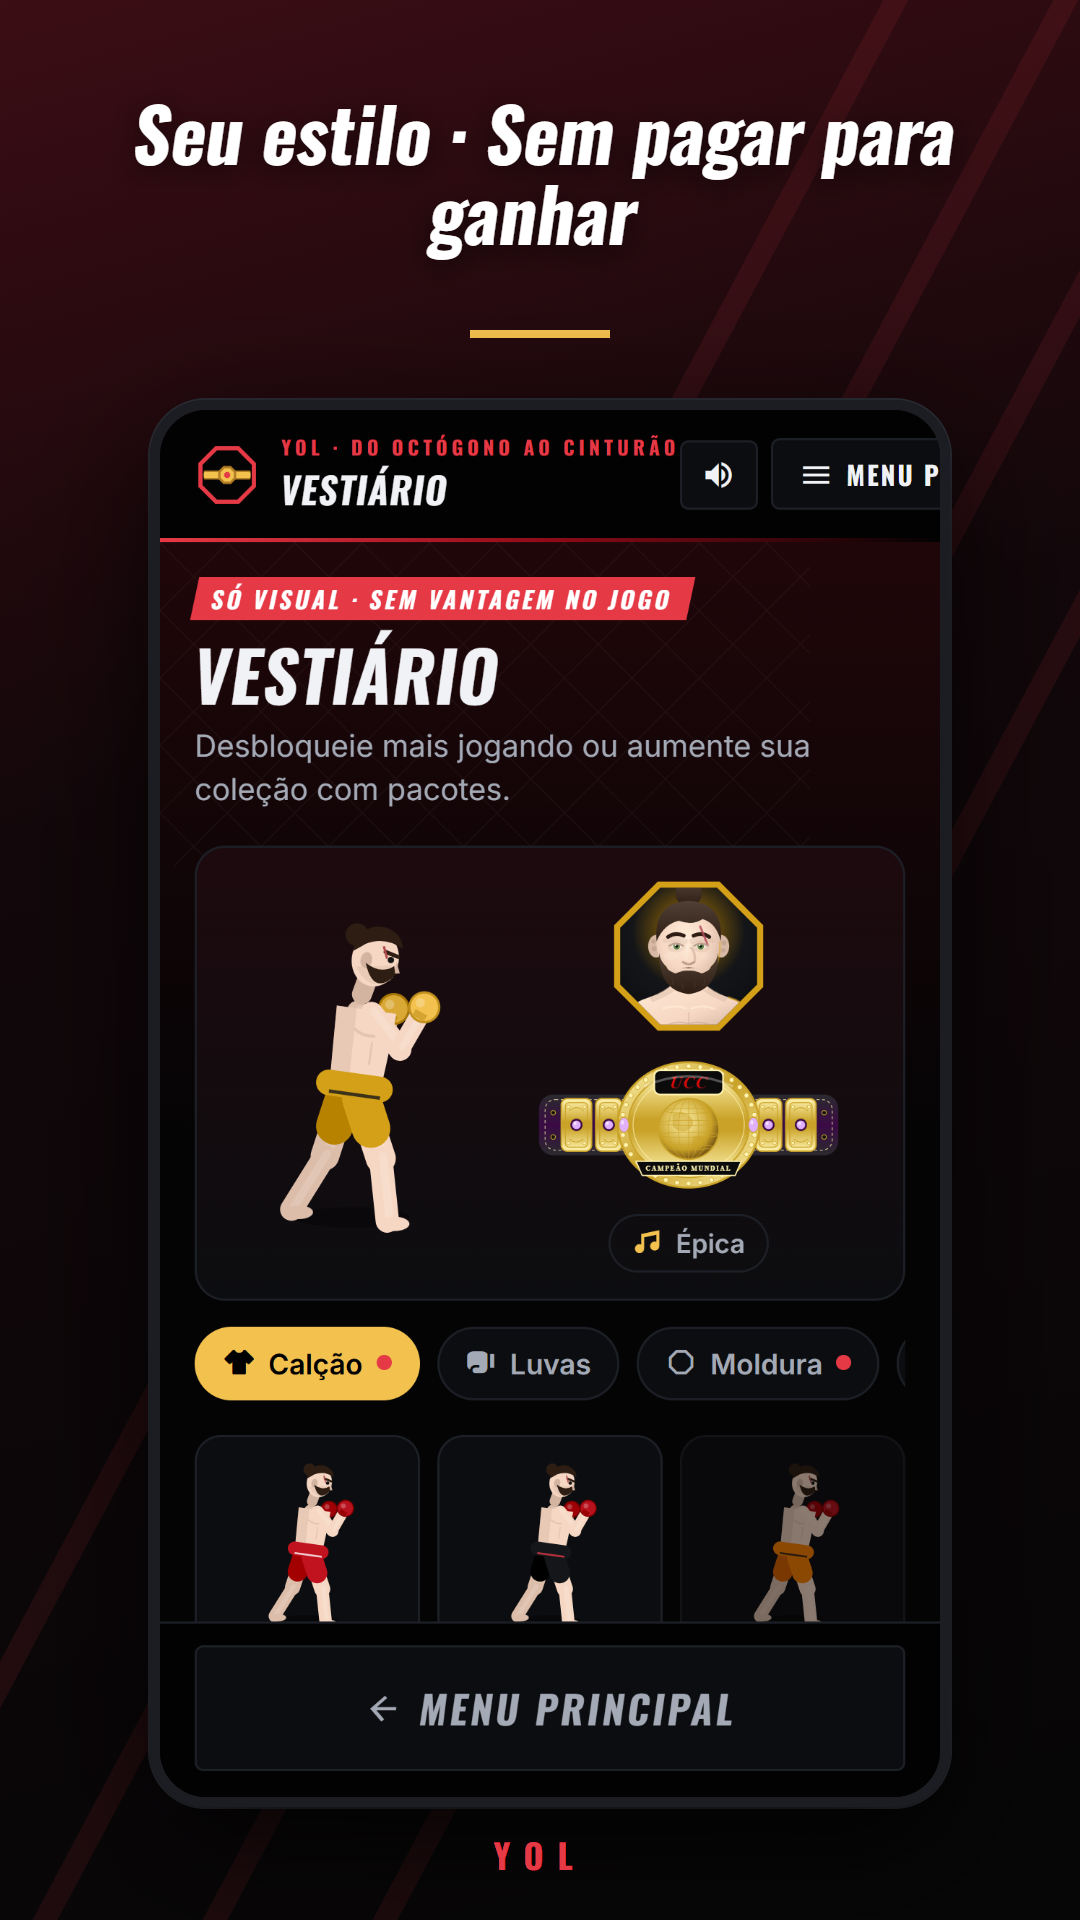 Seu estilo · Sem pagar para
ganhar
YOL · DO OCTÓGONO AO CINTURÃO
VESTIÁRIO
MENU P
SÓ VISUAL · SEM VANTAGEM NO JOGO
VESTIÁRIO
Desbloqueie mais jogando ou aumente sua
coleção com pacotes.
UCC
CAMPEÃO MUNDIAL
Épica
Calção
Luvas
Moldura
MENU PRINCIPAL
YOL